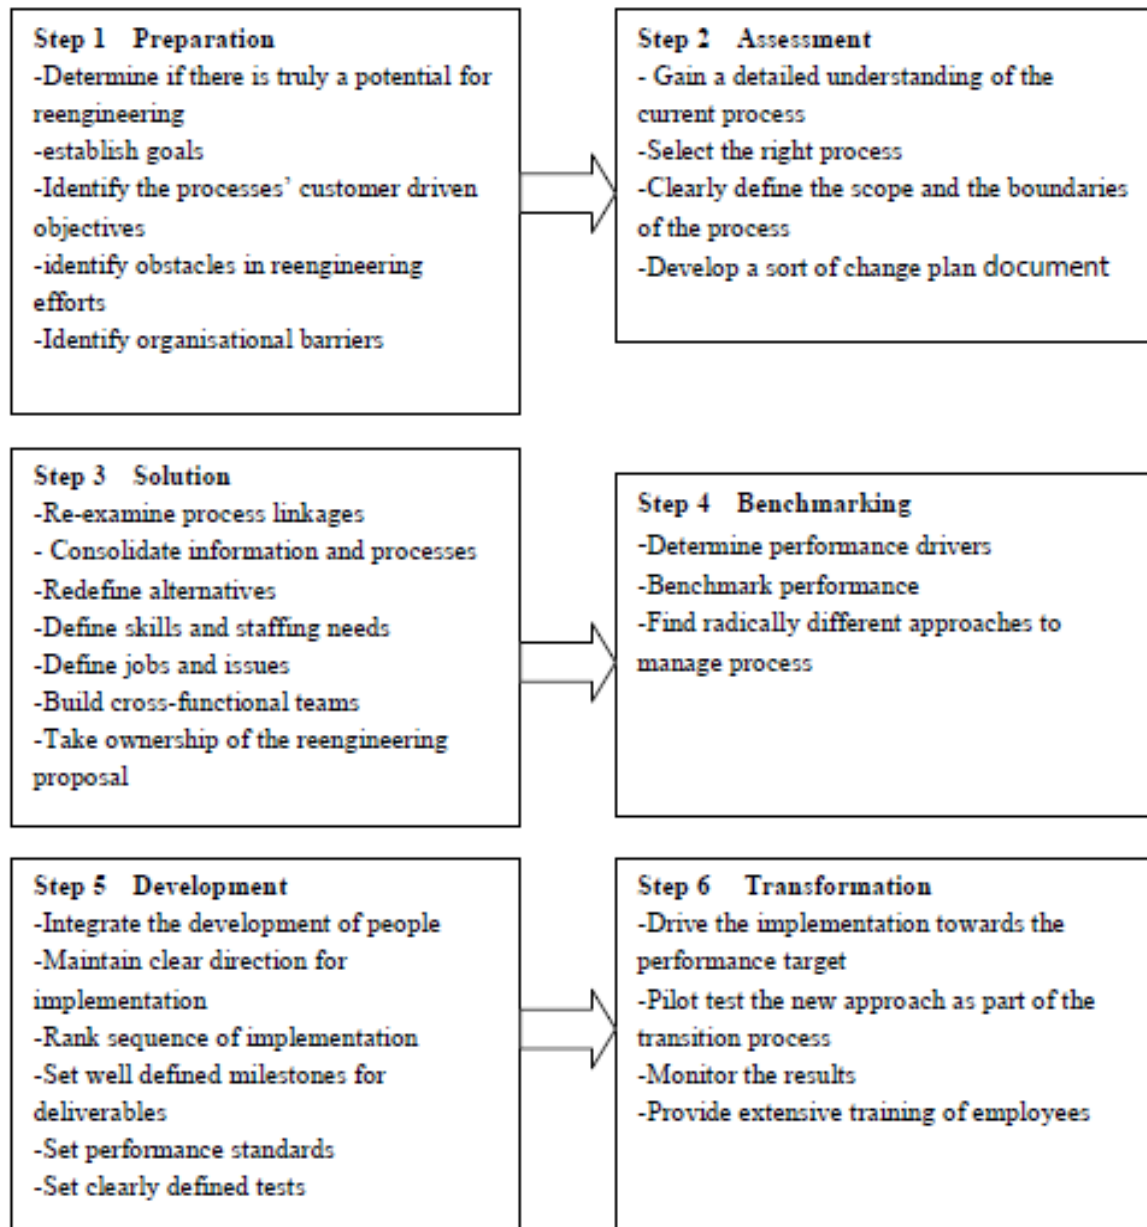 Step 1 Preparation
-Determine if there is truly a potential for
reengineering
-establish goals
-Identify the processes' customer driven
objectives
-identify obstacles in reengineering
efforts
-Identify organisational barriers
Step 2 Assessment
- Gain a detailed understanding of the
current process
-Select the right process
-Clearly define the scope and the boundaries
of the process
-Develop a sort of change plan document
Step 3 Solution
-Re-examine process linkages
- Consolidate information and processes
-Redefine alternatives
-Define skills and staffing needs
-Define jobs and issues
-Build cross-functional teams
-Take ownership of the reengineering
proposal
Step 4 Benchmarking
-Determine performance drivers
-Benchmark performance
-Find radically different approaches to
manage process
Step 5 Development
-Integrate the development of people
-Maintain clear direction for
implementation
-Rank sequence of implementation
-Set well defined milestones for
deliverables
-Set performance standards
-Set clearly defined tests
Step 6 Transformation
-Drive the implementation towards the
performance target
-Pilot test the new approach as part of the
transition process
-Monitor the results
-Provide extensive training of employees